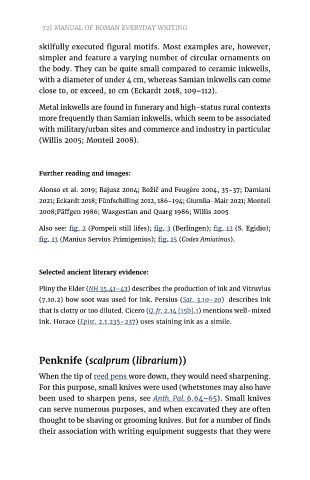 72| MANUAL OF ROMAN EVERYDAY WRITING
skilfully executed figural motifs. Most examples are, however,
simpler and feature a varying number of circular ornaments on
the body. They can be quite small compared to ceramic inkwells,
with a diameter of under 4 cm, whereas Samian inkwells can come
close to, or exceed, 10 cm (Eckardt 2018, 109–112).
Metal inkwells are found in funerary and high-status rural contexts
more frequently than Samian inkwells, which seem to be associated
with military/urban sites and commerce and industry in particular
(Willis 2005; Monteil 2008).
Further reading and images:
Alonso et al. 2019; Bajusz 2004; Božič and Feugère 2004, 35-37; Damiani
2021; Eckardt 2018; Fünfschilling 2012, 186–194; Giumlia-Mair 2021; Monteil
2008;Päffgen 1986; Wasgestian and Quarg 1986; Willis 2005
Also see: fig. 2 (Pompeii still lifes); fig. 3 (Berlingen); fig. 12 (S. Egidio);
fig. 13 (Manius Servius Primigenius); fig. 15 (Codex Amiatinus).
Selected ancient literary evidence:
Pliny the Elder (NH 35.41–43) describes the production of ink and Vitruvius
(7.10.2) how soot was used for ink. Persius (Sat. 3.10–20) describes ink
that is clotty or too diluted. Cicero (Q. fr. 2.14 [15b].1) mentions well-mixed
ink. Horace (Epist. 2.1.235–237) uses staining ink as a simile.
Penknife (scalprum (librarium))
When the tip of reed pens wore down, they would need sharpening.
For this purpose, small knives were used (whetstones may also have
been used to sharpen pens, see Anth. Pal. 6.64–65). Small knives
can serve numerous purposes, and when excavated they are often
thought to be shaving or grooming knives. But for a number of finds
their association with writing equipment suggests that they were